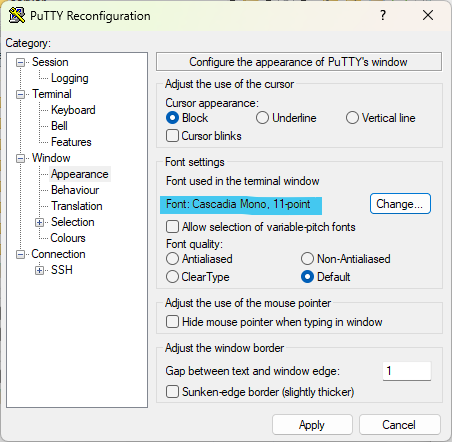 PuTTY Reconfiguration
Category:
Session
Logging
Terminal
Keyboard
Bell
Features
Window
Appearance
Behaviour
Translation
Selection
Colours
Connection
SSH
Configure the appearance of PuTTY's window
Adjust the use of the cursor
Cursor appearance:
Block Underline Vertical line
Cursor blinks
Font settings
Font used in the terminal window
Font: Cascadia Mono, 11-point Change...
Allow selection of variable-pitch fonts
Font quality:
Antialiased Non-Antialiased
ClearType Default
Adjust the use of the mouse pointer
Hide mouse pointer when typing in window
Adjust the window border
Gap between text and window edge: 1
Sunken-edge border (slightly thicker)
Apply Cancel